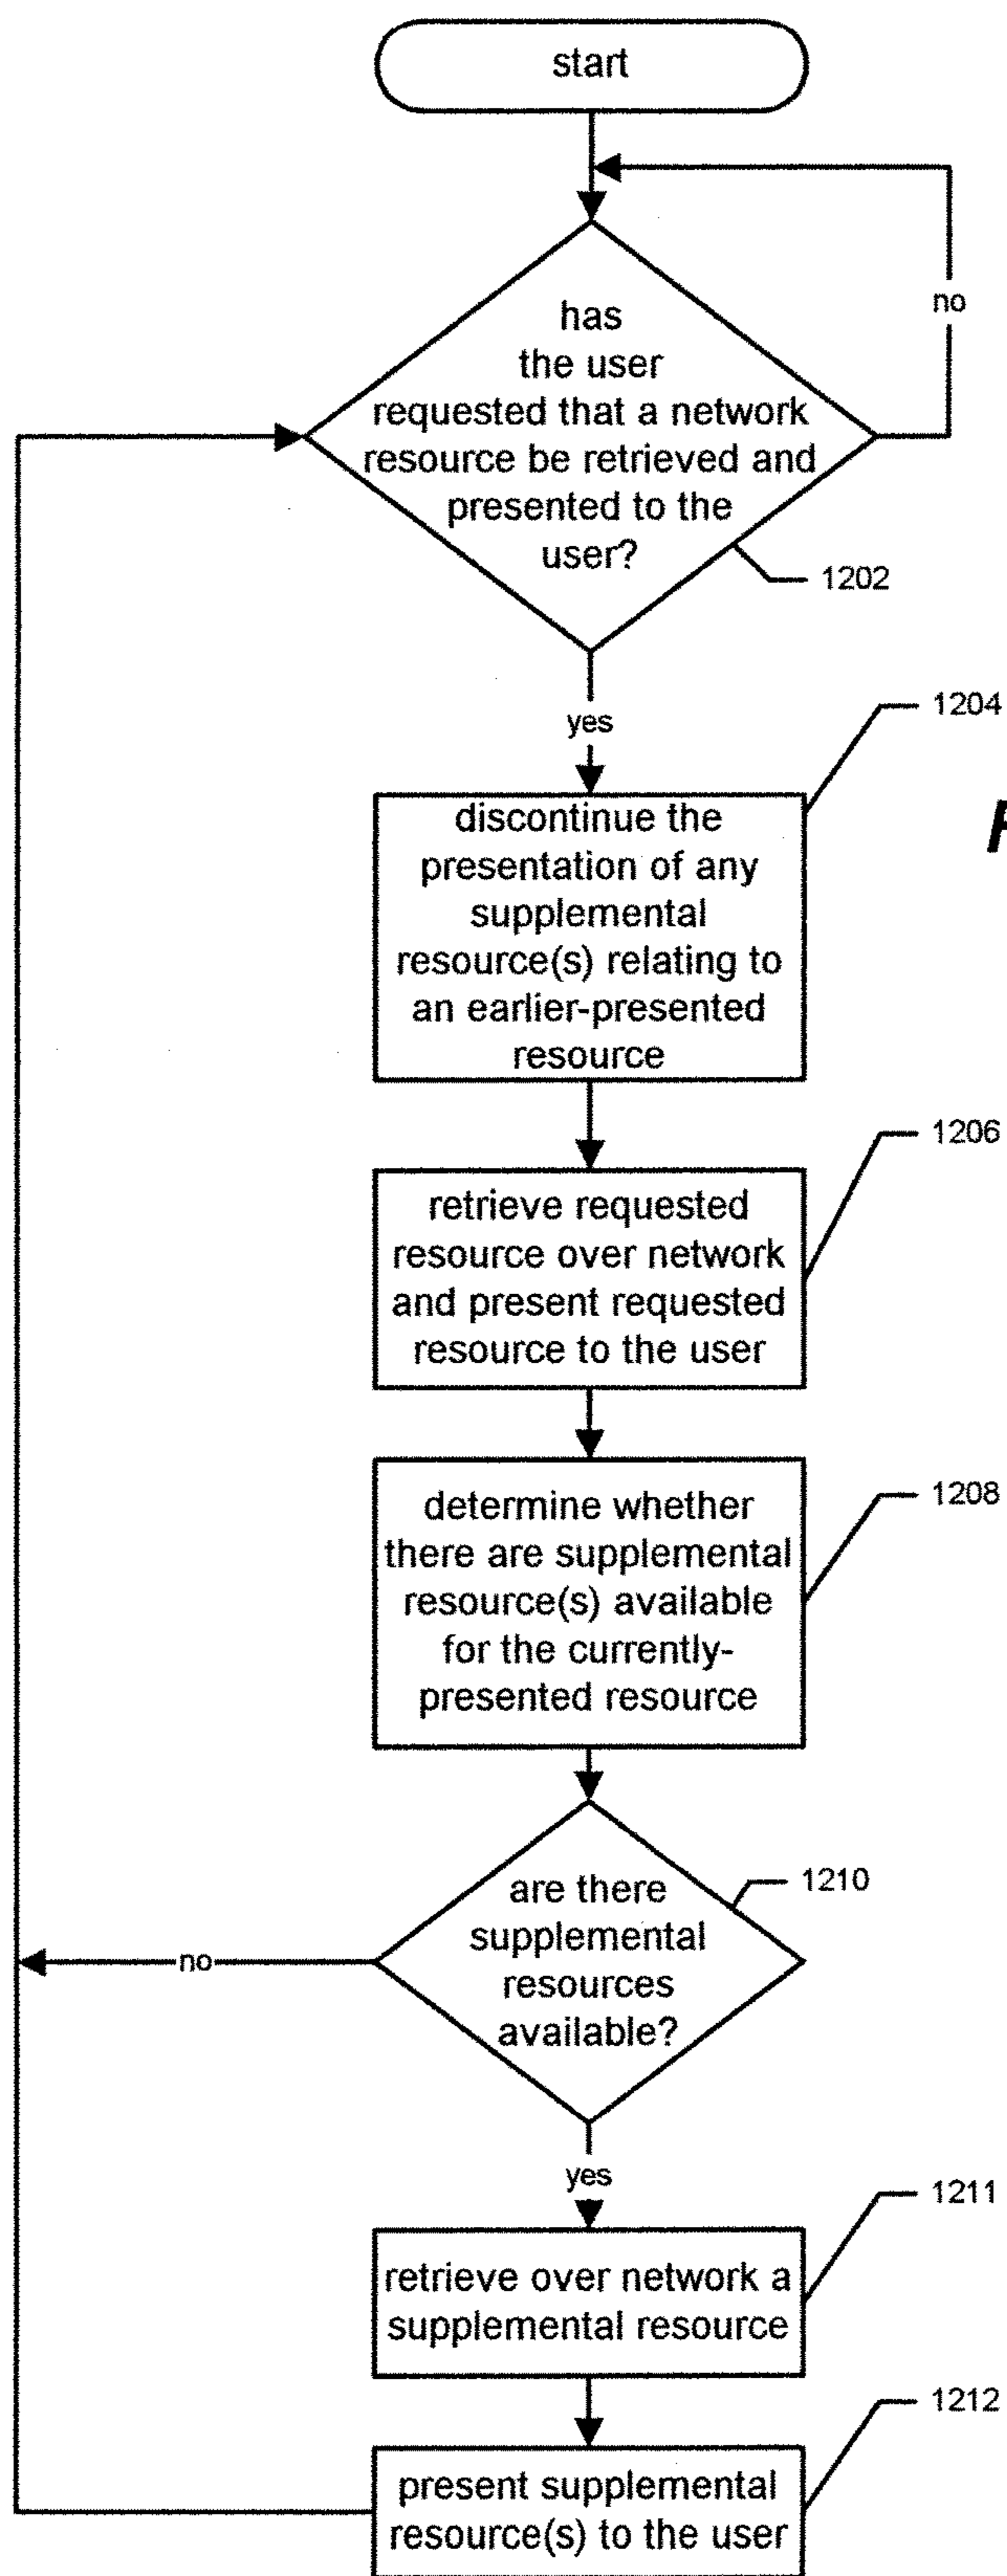 start
no
has
the user
requested that a network
resource be retrieved and
presented to the
user?
1202
yes
1204
discontinue the
presentation of any
supplemental
resource(s) relating to
an earlier-presented
resource
1206
retrieve requested
resource over network
and present requested
resource to the user
1208
determine whether
there are supplemental
resource(s) available
for the currently-
presented resource
1210
are there
supplemental
resources
available?
no
yes
1211
retrieve over network a
supplemental resource
1212
present supplemental
resource(s) to the user